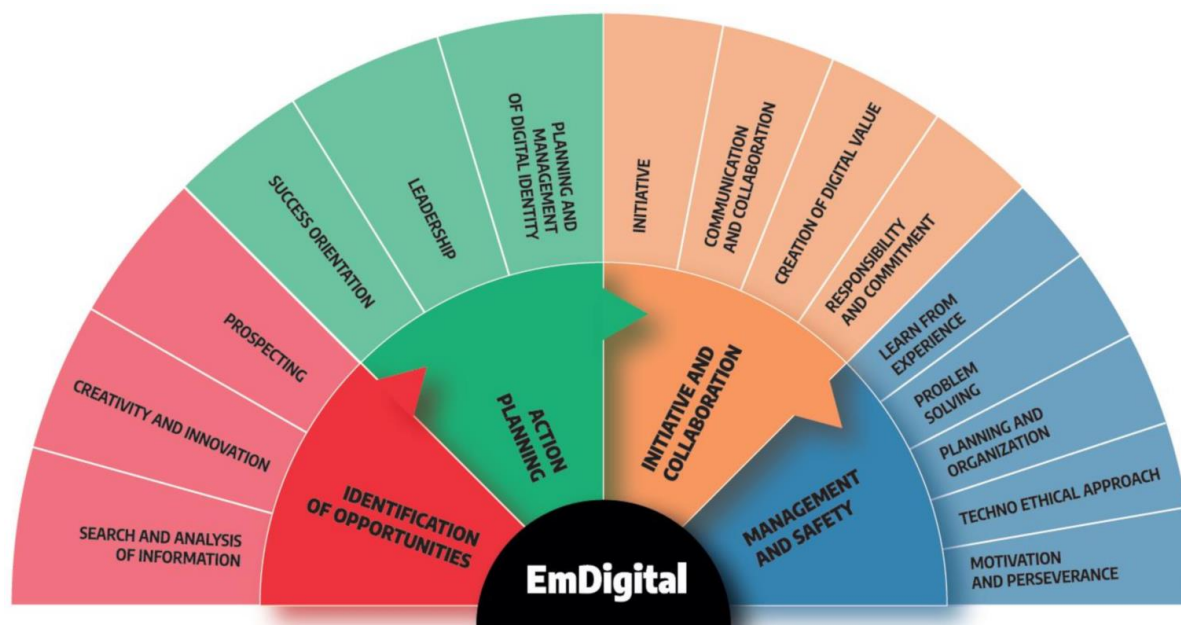 SEARCH AND ANALYSIS
OF INFORMATION
CREATIVITY AND INNOVATION
PROSPECTING
SUCCESS ORIENTATION
LEADERSHIP
PLANNING AND
MANAGEMENT
OF DIGITAL IDENTITY
INITIATIVE
COMMUNICATION
AND COLLABORATION
CREATION OF DIGITAL VALUE
RESPONSIBILITY
AND COMMITMENT
LEARN FROM
EXPERIENCE
PROBLEM
SOLVING
PLANNING AND
ORGANIZATION
TECHNO ETHICAL APPROACH
MOTIVATION
AND PERSEVERANCE
IDENTIFICATION
OF OPPORTUNITIES
ACTION
PLANNING
INITIATIVE AND
COLLABORATION
MANAGEMENT
AND SAFETY
EmDigital